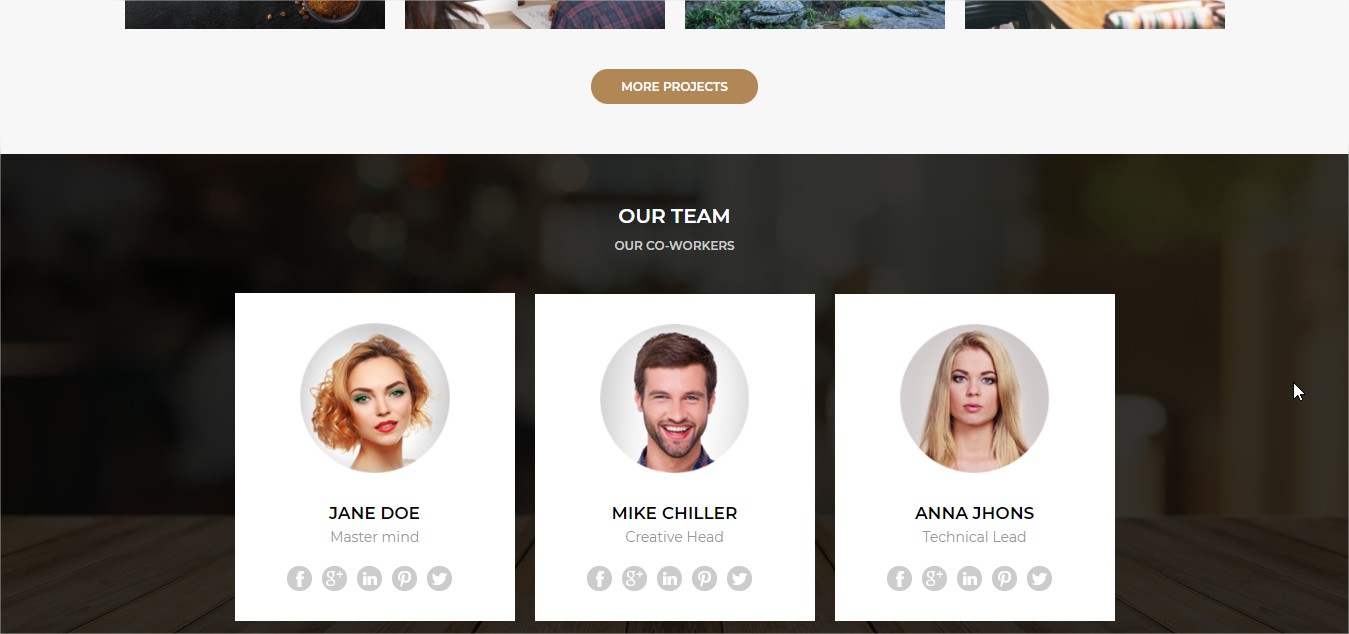 MORE PROJECTS
OUR TEAM
OUR CO-WORKERS
JANE DOE
Master mind
MIKE CHILLER
Creative Head
ANNA JHONS
Technical Lead